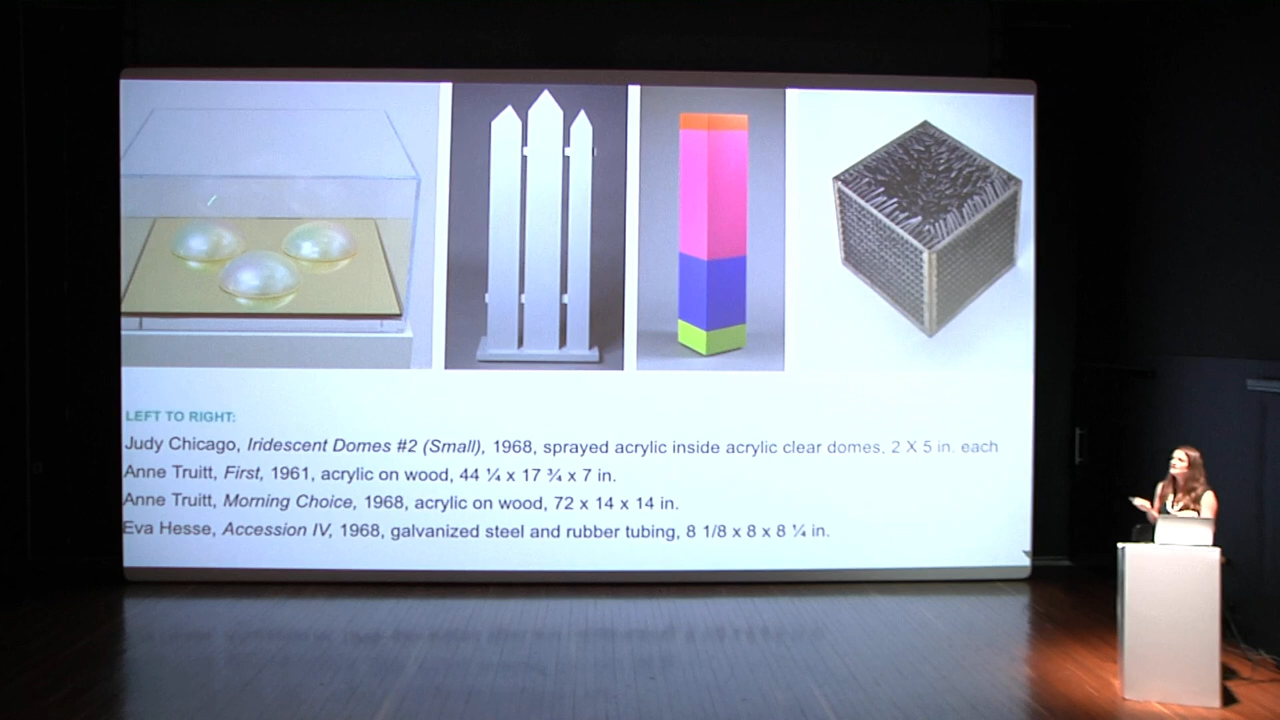 LEFT TO RIGHT:
Judy Chicago, Iridescent Domes #2 (Small), 1968, sprayed acrylic inside acrylic clear domes, 2 X 5 in. each
Anne Truitt, First, 1961, acrylic on wood, 44 ¼ x 17 ¾ x 7 in.
Anne Truitt, Morning Choice, 1968, acrylic on wood, 72 x 14 x 14 in.
Eva Hesse, Accession IV, 1968, galvanized steel and rubber tubing, 8 1/8 x 8 x 8 ¼ in.